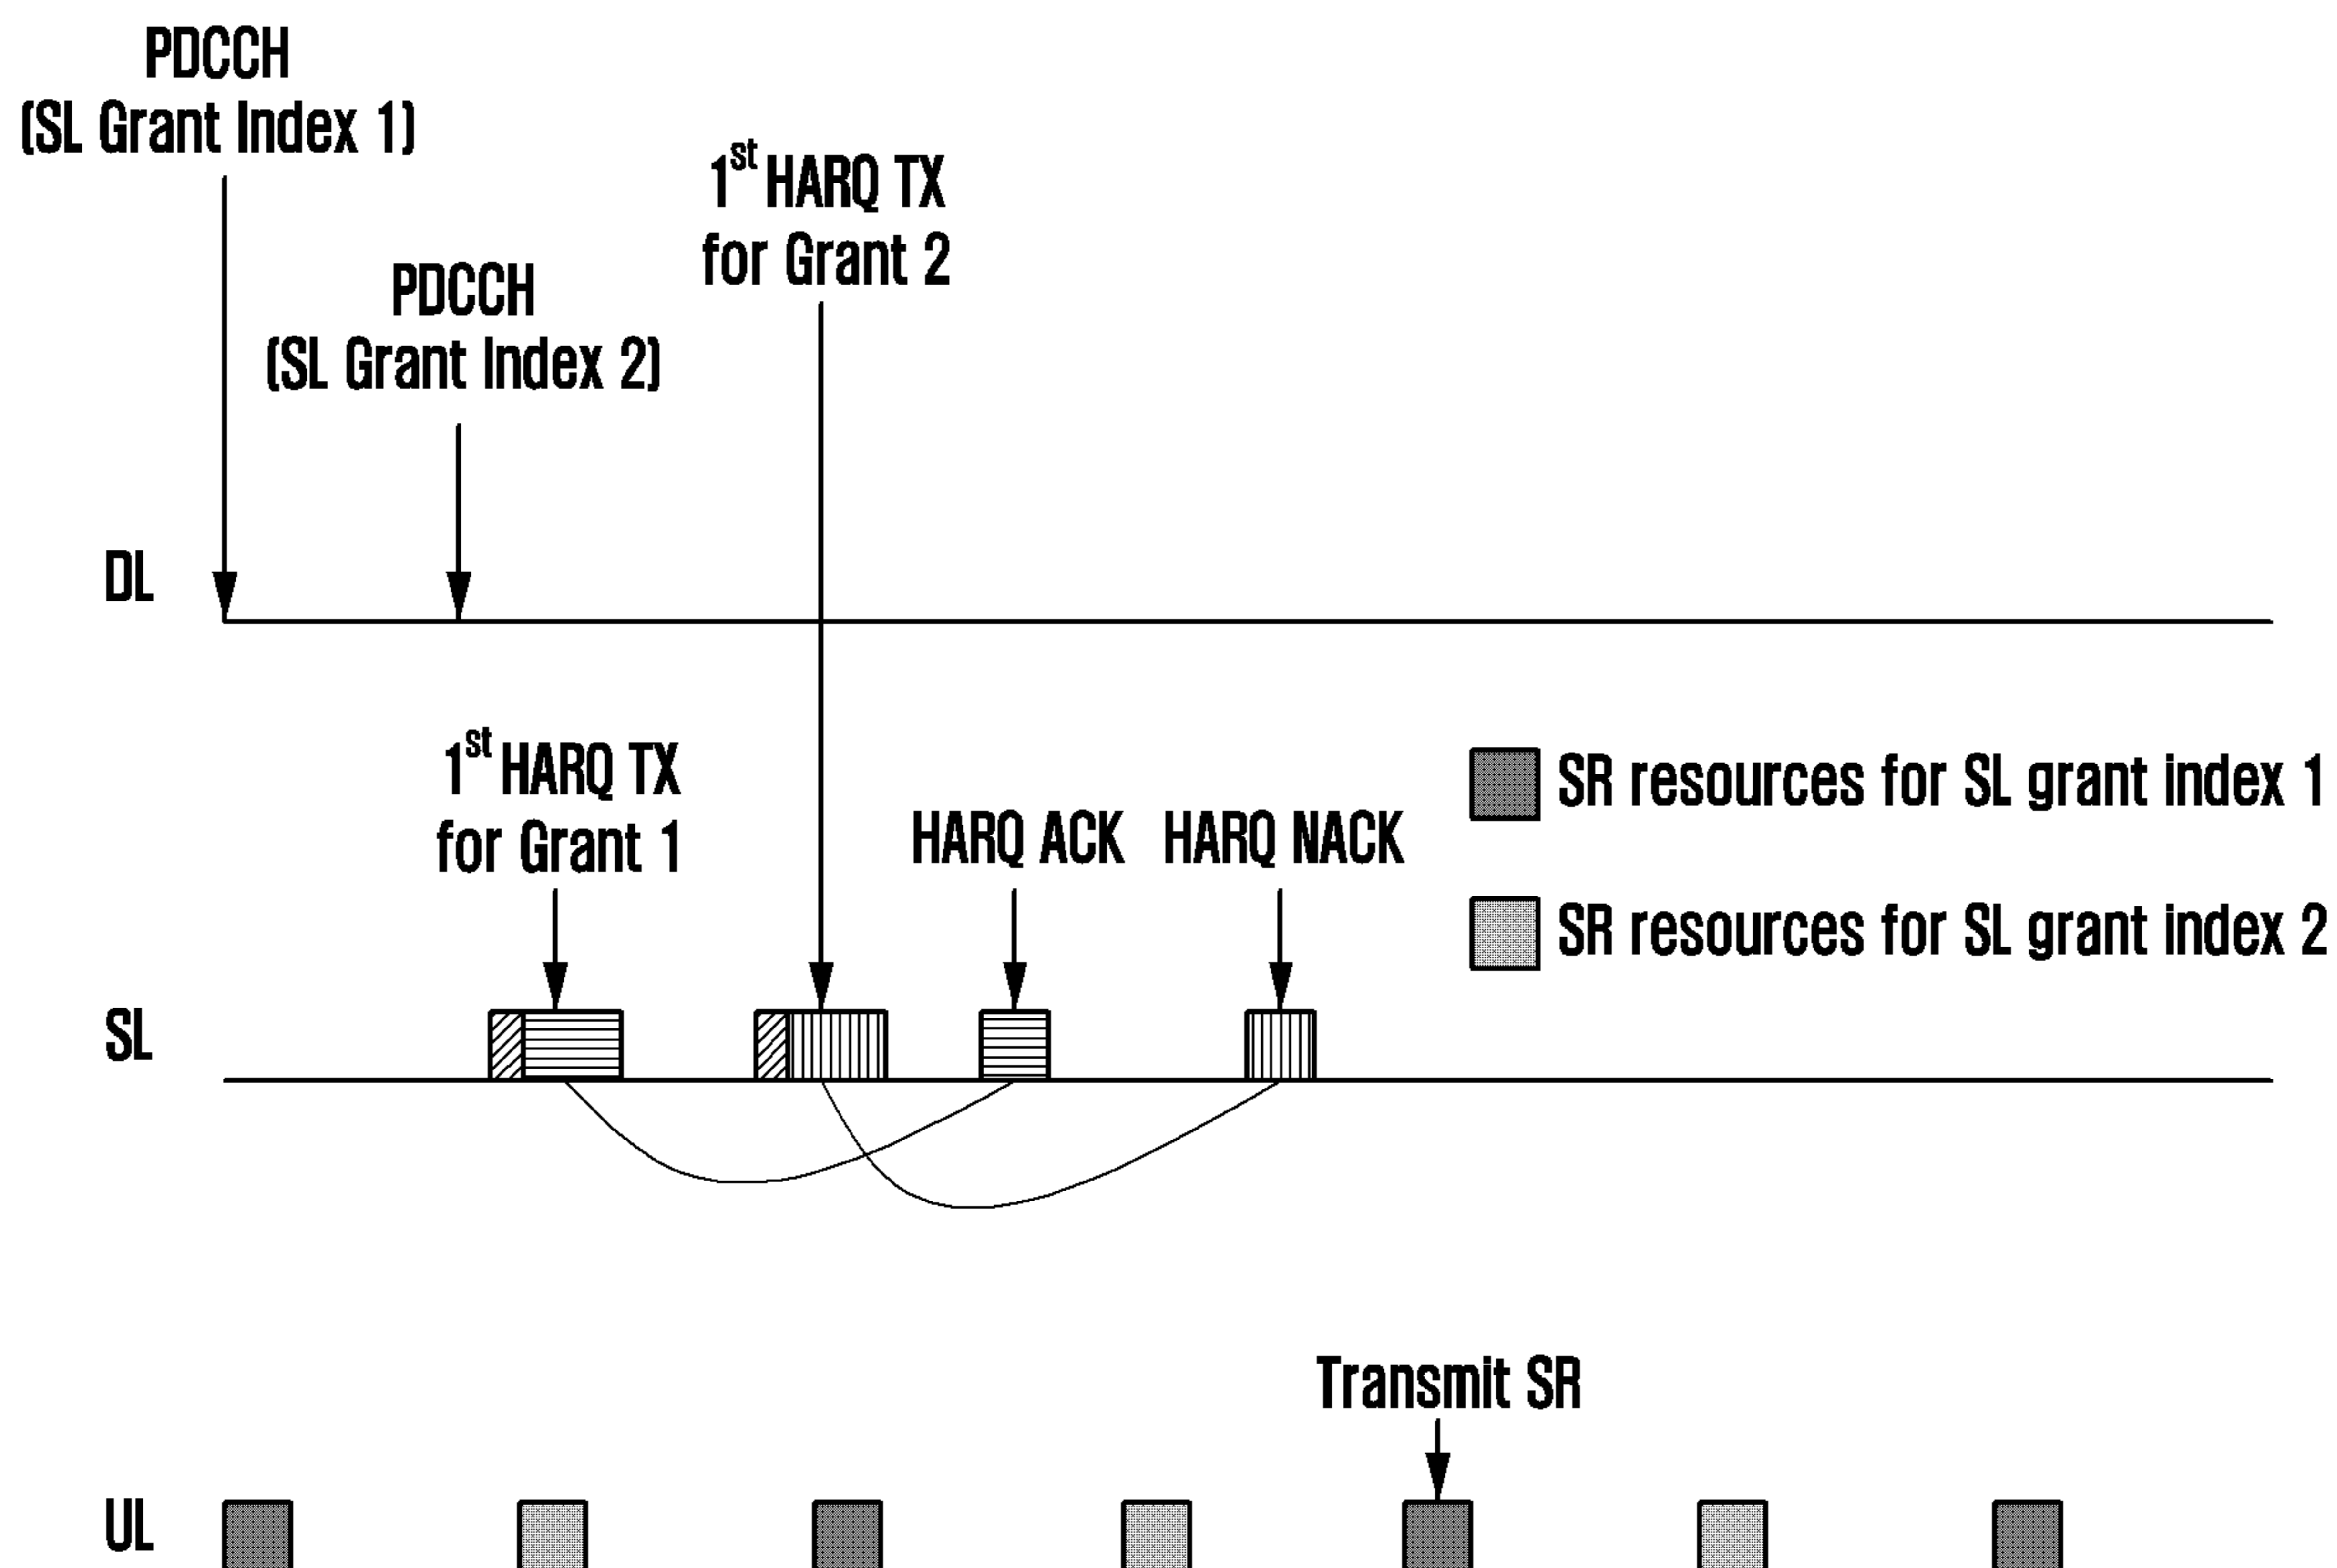 PDCCH
(SL Grant Index 1)
1st HARQ TX
for Grant 2
PDCCH
(SL Grant Index 2)
DL
1st HARQ TX
for Grant 1
HARQ ACK
HARQ NACK
SR resources for SL grant index 1
SR resources for SL grant index 2
SL
Transmit SR
UL